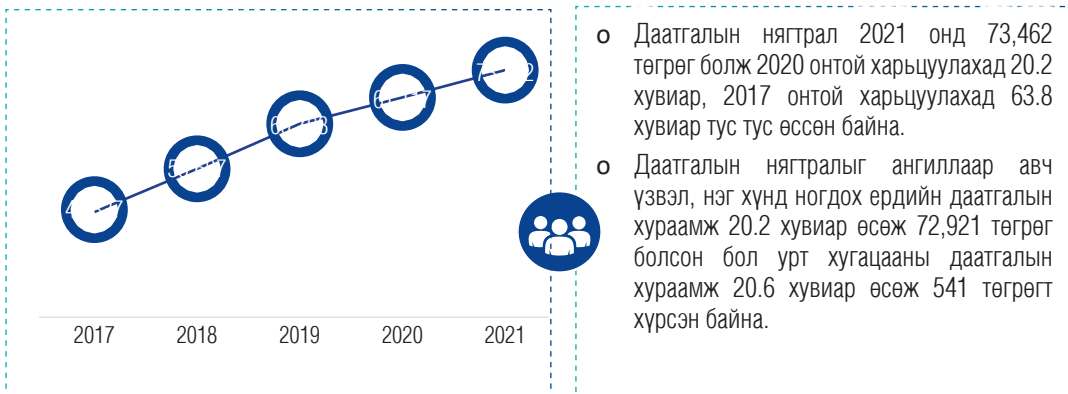 2017 2018 2019 2020 2021
o Даатгалын нягтрал 2021 онд 73,462
төгрөг болж 2020 онтой харьцуулахад 20.2
хувиар, 2017 онтой харьцуулахад 63.8
хувиар тус тус өссөн байна.
o Даатгалын нягтралыг ангиллаар авч
үзвэл, нэг хүнд ногдох ердийн даатгалын
хураамж 20.2 хувиар өсөж 72,921 төгрөг
болсон бол урт хугацааны даатгалын
хураамж 20.6 хувиар өсөж 541 төгрөгт
хүрсэн байна.